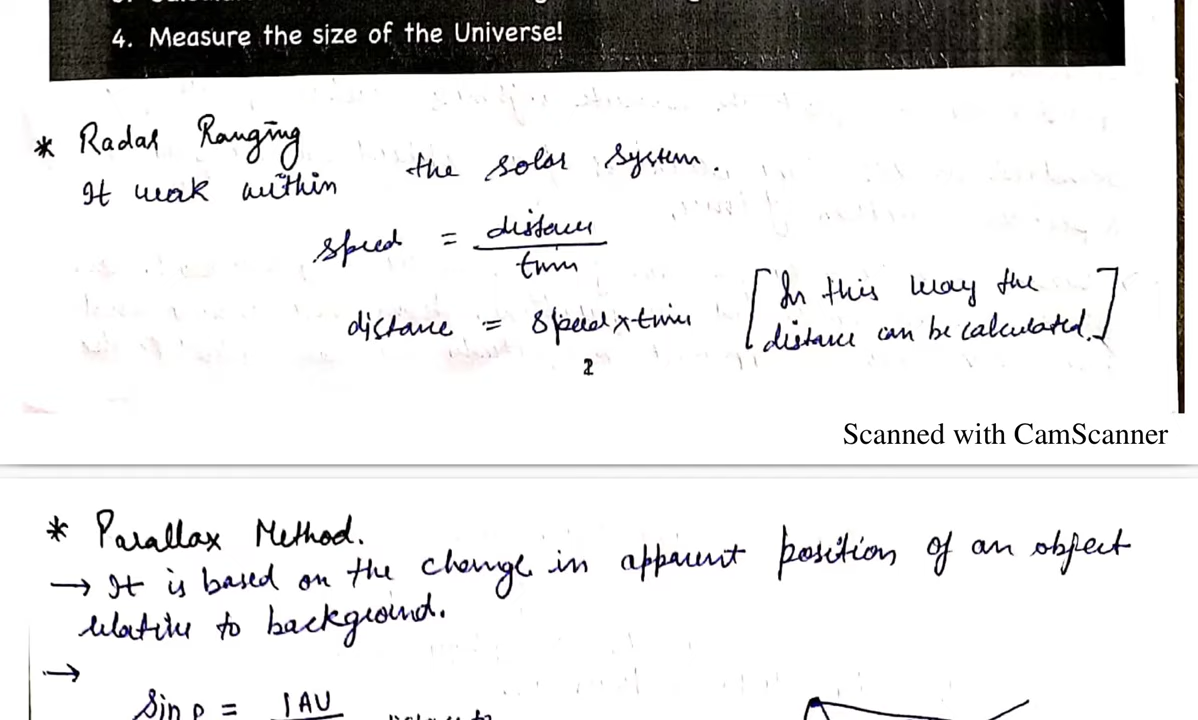 4. Measure the size of the Universe!
* Radar Ranging
It work within the solar system.
speed = distance
time
distance = speed x time
2
[In this way the
distance can be calculated.]
Scanned with CamScanner
* Parallax Method.
→ It is based on the change in apparent position of an object
relative to background.
→
Sin p = 1 AU